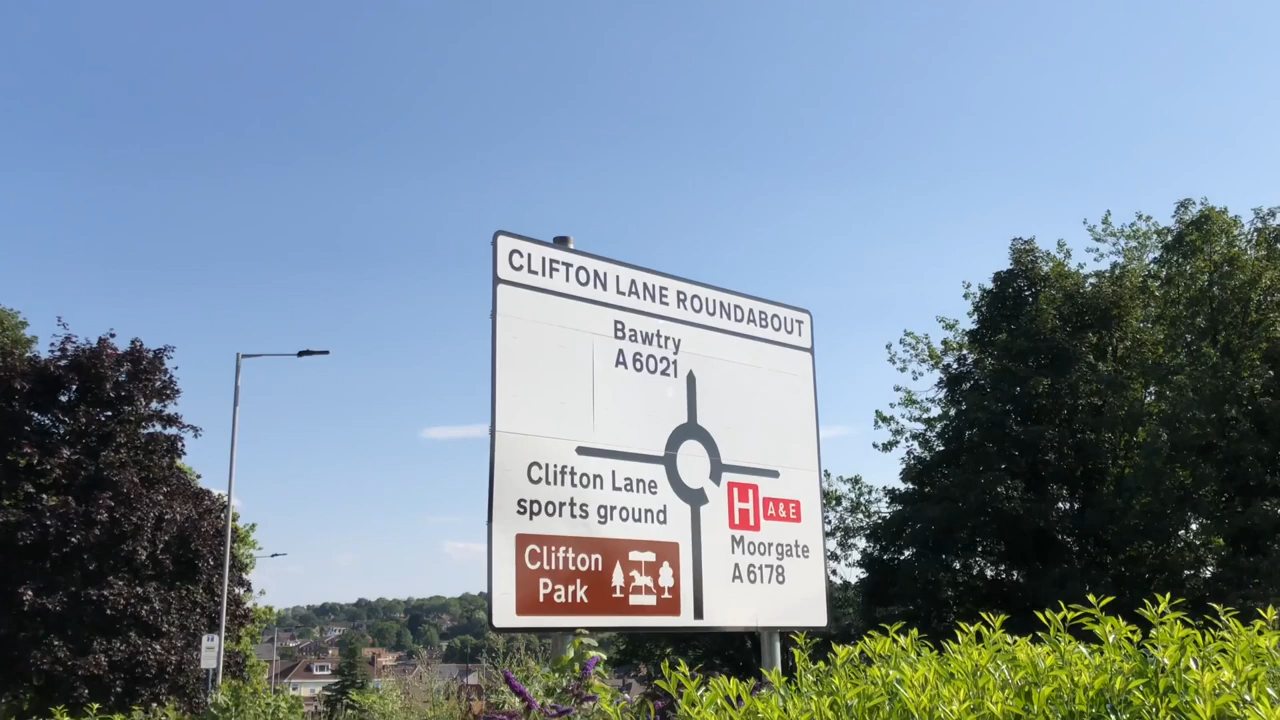 CLIFTON LANE ROUNDABOUT
Bawtry
A 6021
Clifton Lane
sports ground
Clifton
Park
H A & E
Moorgate
A 6178